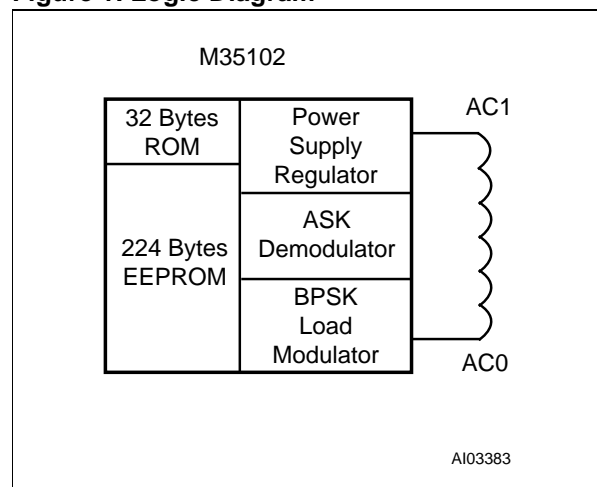 Figure 1. Logic Diagram
M35102
32 Bytes
ROM
224 Bytes
EEPROM
Power
Supply
Regulator
ASK
Demodulator
BPSK
Load
Modulator
AC1
AC0
AI03383